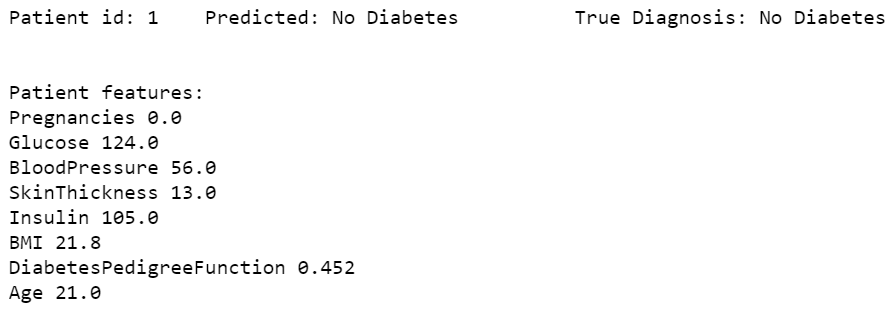 Patient id: 1    Predicted: No Diabetes          True Diagnosis: No Diabetes
Patient features:
Pregnancies 0.0
Glucose 124.0
BloodPressure 56.0
SkinThickness 13.0
Insulin 105.0
BMI 21.8
DiabetesPedigreeFunction 0.452
Age 21.0